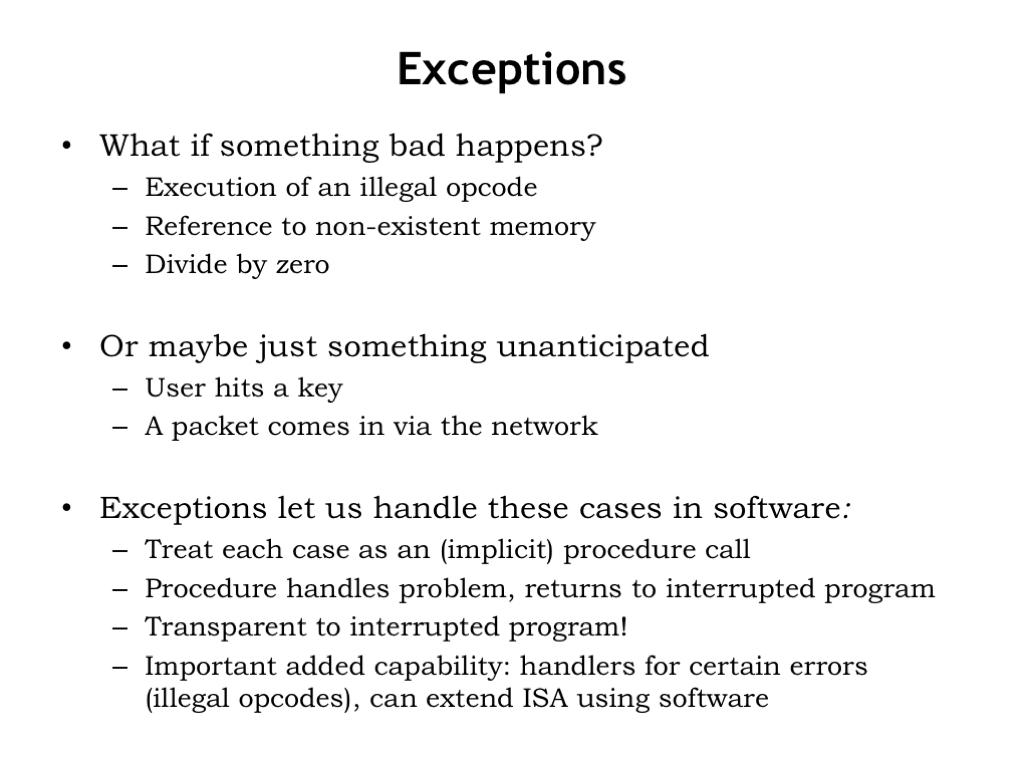 Exceptions
• What if something bad happens?
– Execution of an illegal opcode
– Reference to non-existent memory
– Divide by zero
• Or maybe just something unanticipated
– User hits a key
– A packet comes in via the network
• Exceptions let us handle these cases in software:
– Treat each case as an (implicit) procedure call
– Procedure handles problem, returns to interrupted program
– Transparent to interrupted program!
– Important added capability: handlers for certain errors
(illegal opcodes), can extend ISA using software